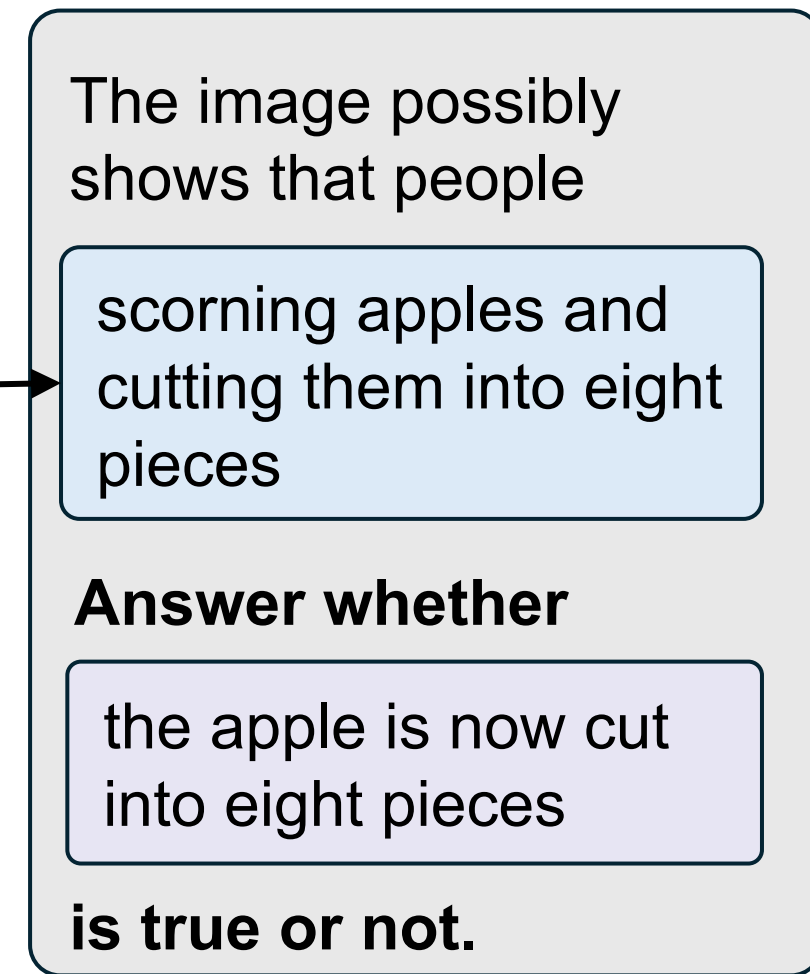 The image possibly
shows that people
scorning apples and
cutting them into eight
pieces
Answer whether
the apple is now cut
into eight pieces
is true or not.